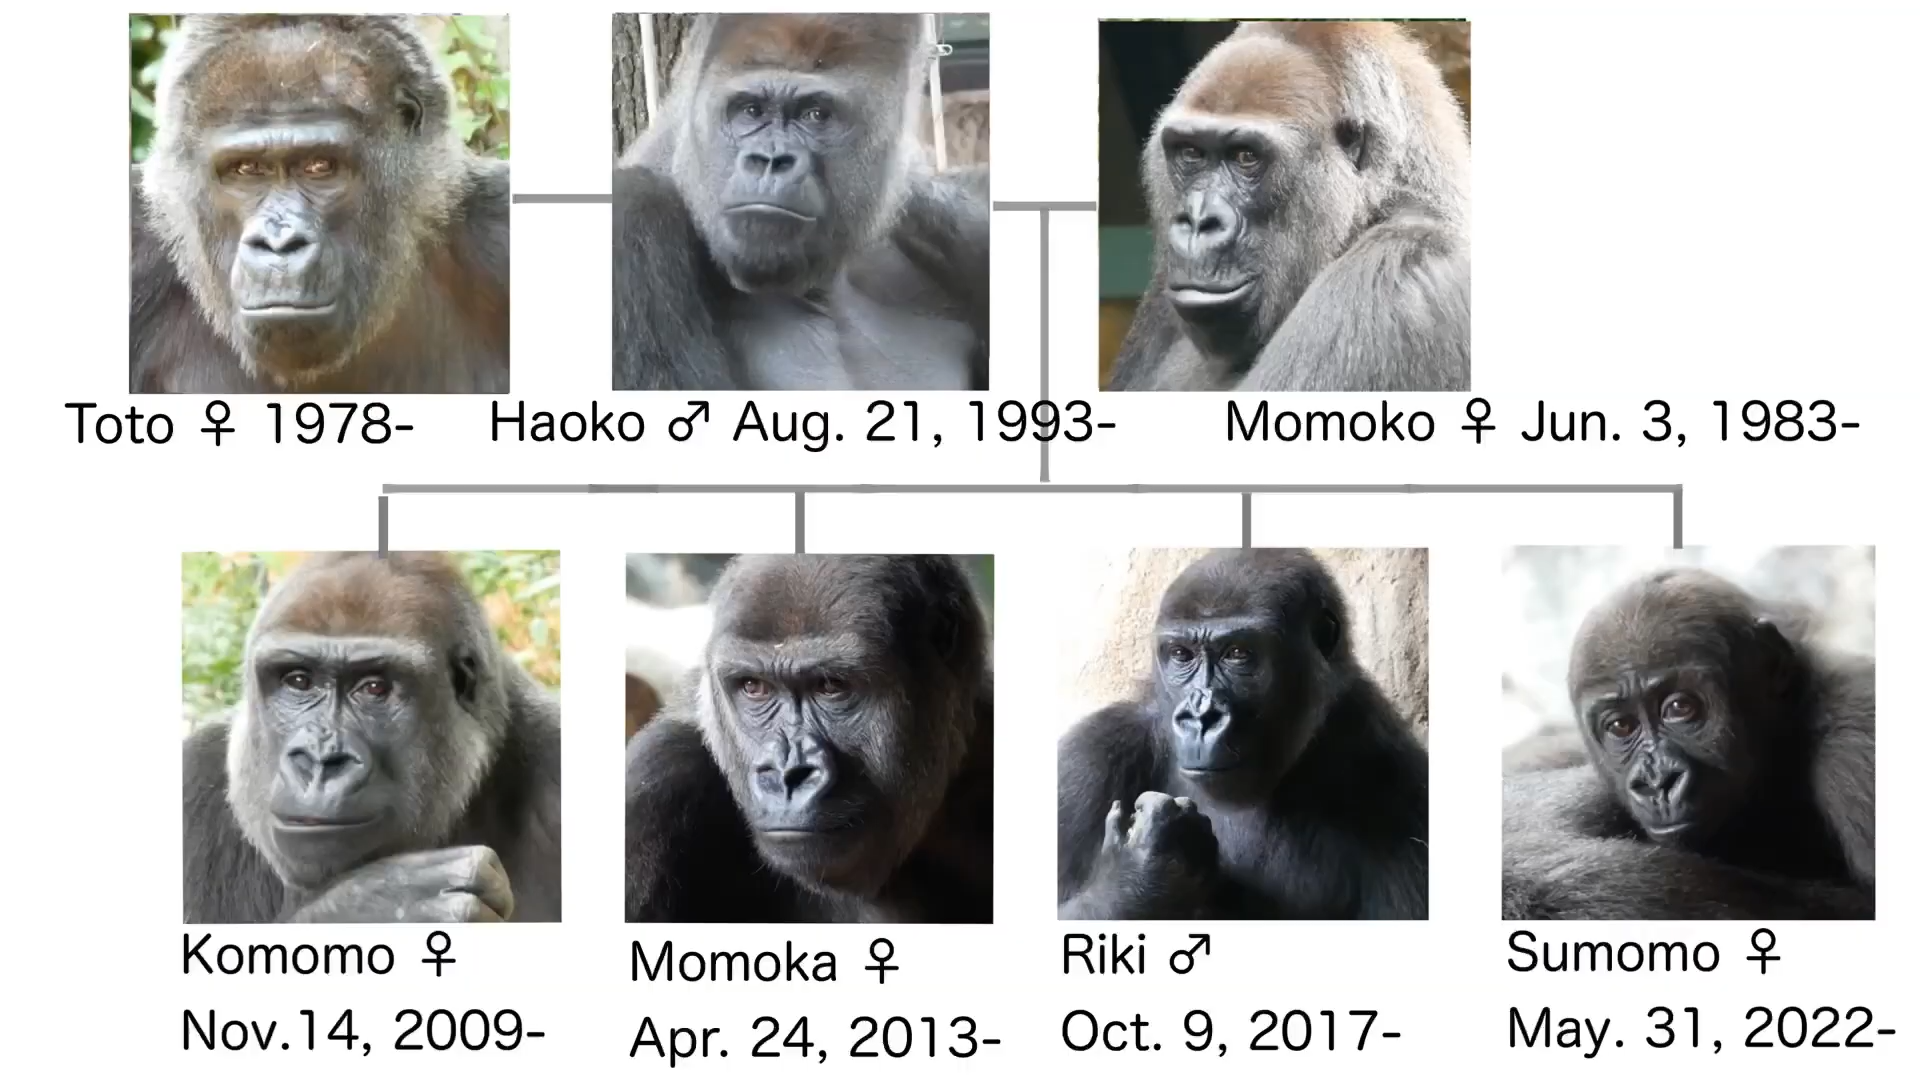 Toto ♀ 1978-
Haoko ♂ Aug. 21, 1993-
Momoko ♀ Jun. 3, 1983-
Komomo ♀
Nov.14, 2009-
Momoka ♀
Apr. 24, 2013-
Riki ♂
Oct. 9, 2017-
Sumomo ♀
May. 31, 2022-